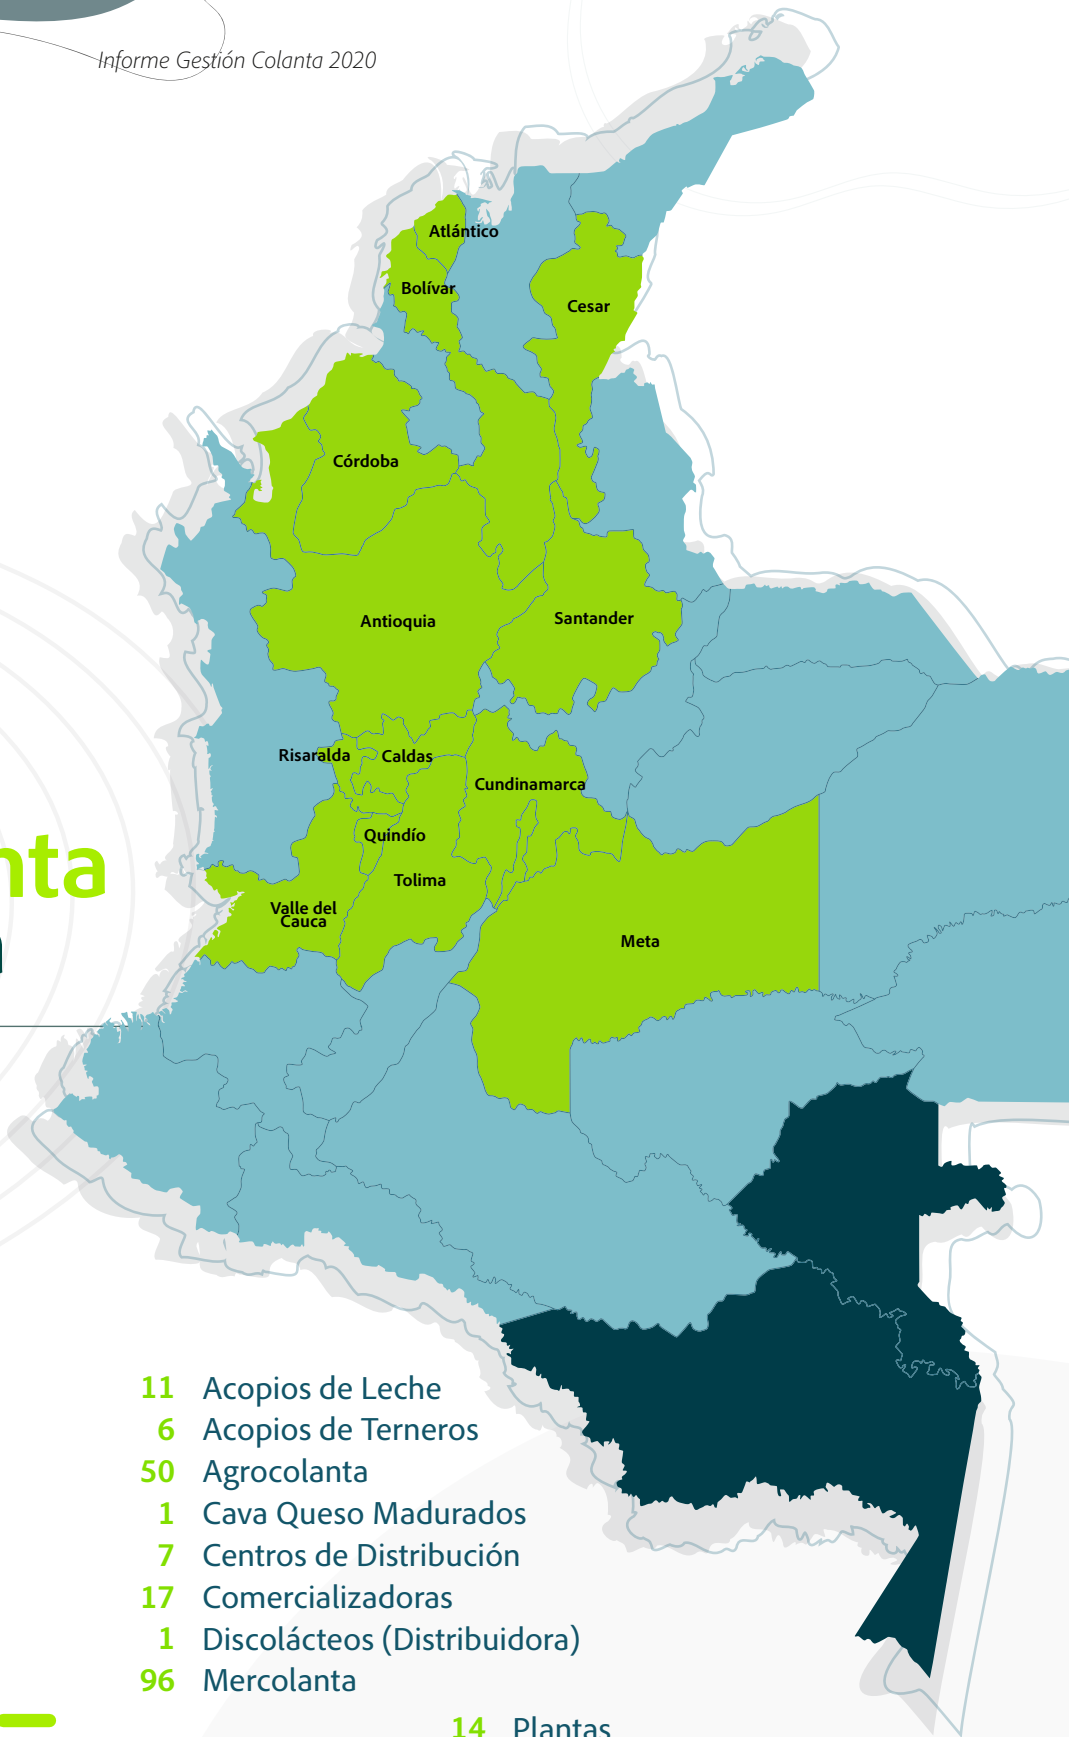 Informe Gestión Colanta 2020
Atlántico
Bolívar
Cesar
Córdoba
Antioquia
Santander
Risaralda
Caldas
Cundinamarca
Quindío
Tolima
Valle del
Cauca
Meta
nta
11 Acopios de Leche
6 Acopios de Terneros
50 Agrocolanta
1 Cava Queso Madurados
7 Centros de Distribución
17 Comercializadoras
1 Discolácteos (Distribuidora)
96 Mercolanta
14 Plantas